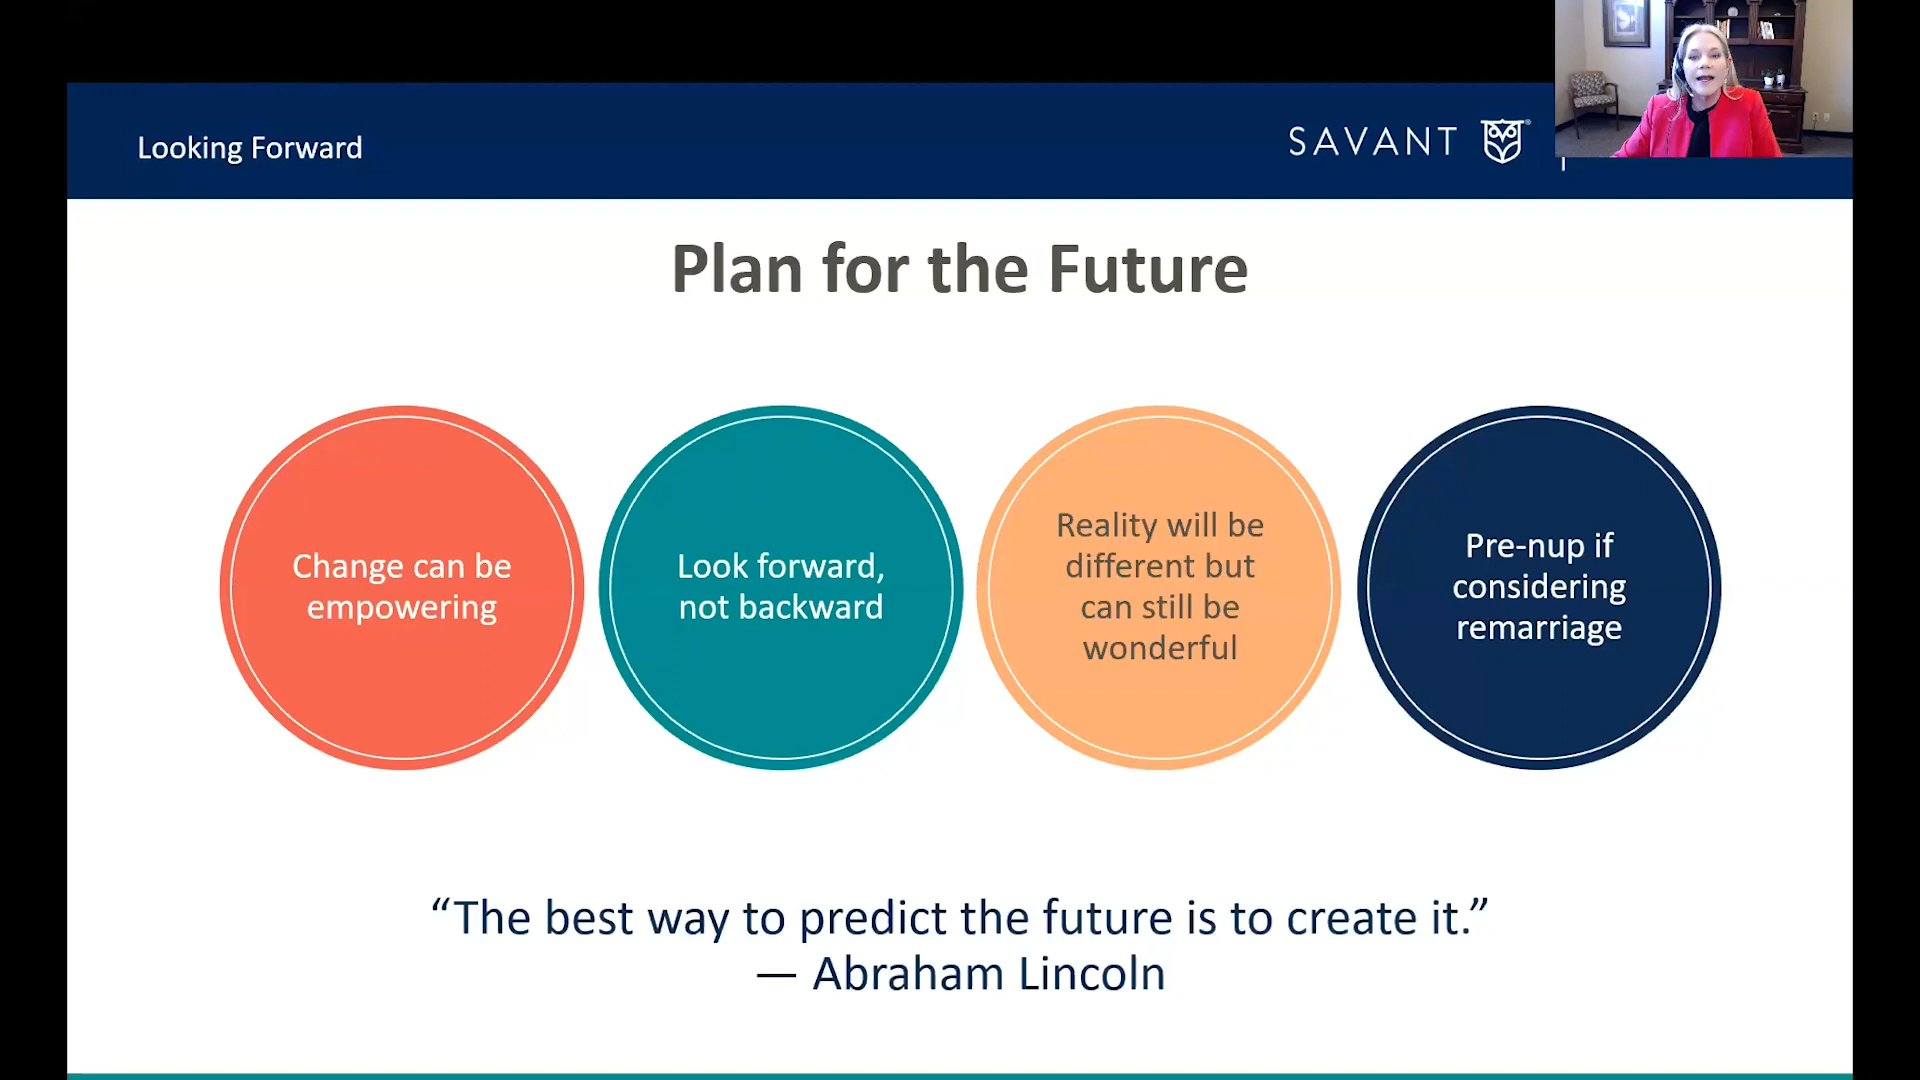 Looking Forward
SAVANT
Plan for the Future
Change can be
empowering
Look forward,
not backward
Reality will be
different but
can still be
wonderful
Pre-nup if
considering
remarriage
“The best way to predict the future is to create it.”
— Abraham Lincoln